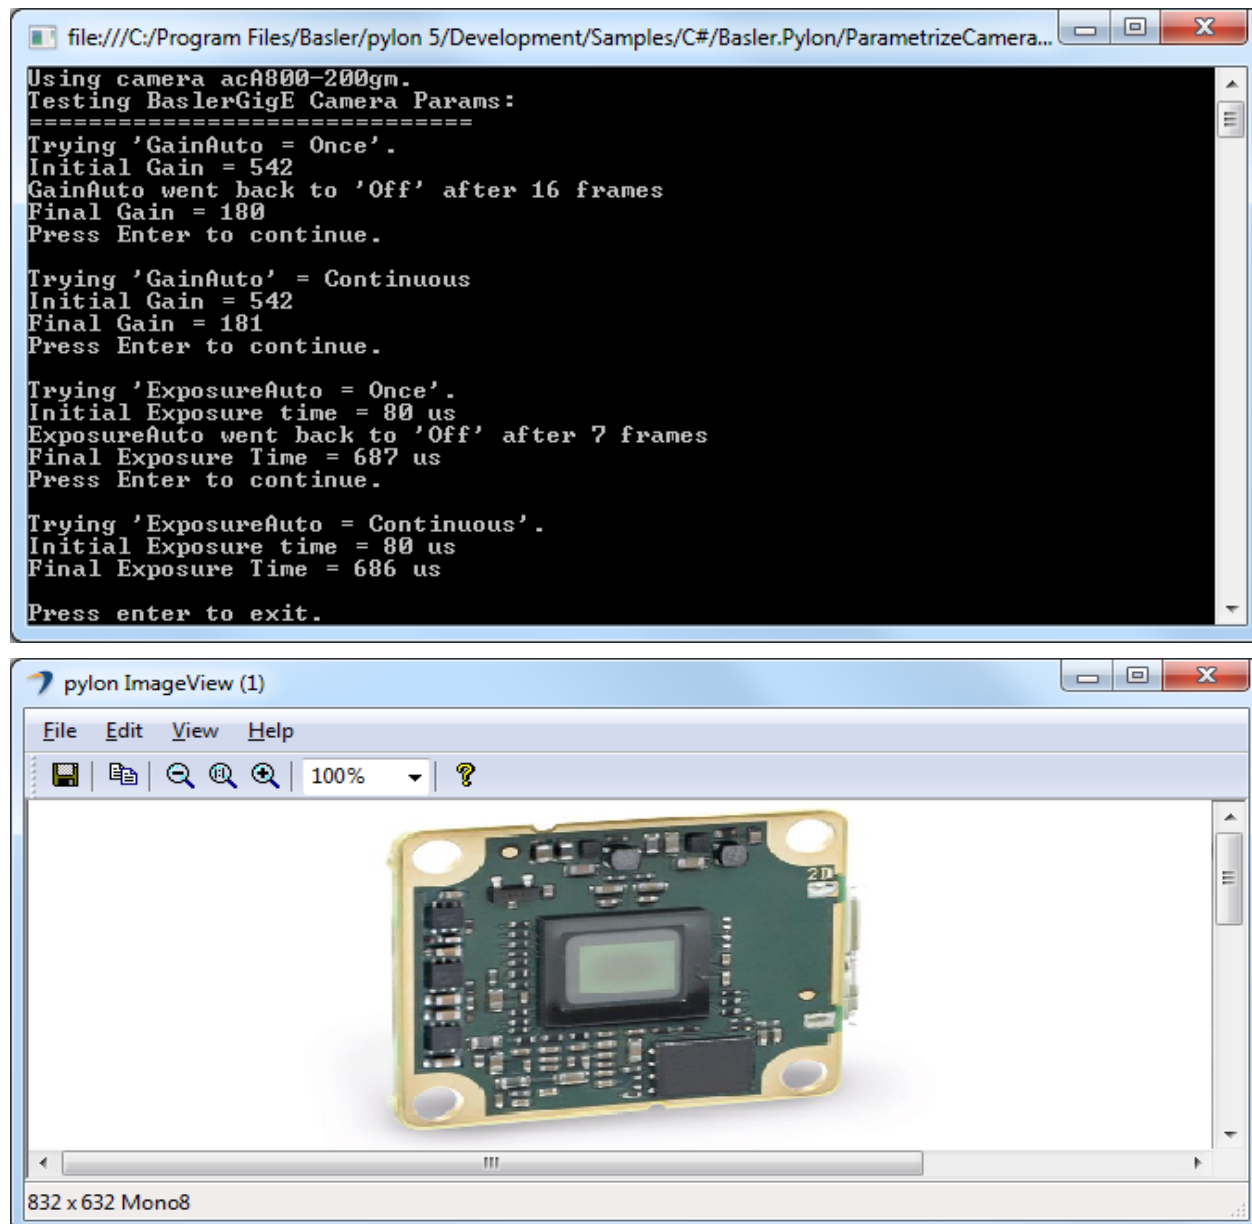 file:///C:/Program Files/Basler/pylon 5/Development/Samples/C#/Basler.Pylon/ParametrizeCamera...
Using camera acA800-200gm.
Testing BaslerGigE Camera Params:
==============================
Trying 'GainAuto = Once'.
Initial Gain = 542
GainAuto went back to 'Off' after 16 frames
Final Gain = 180
Press Enter to continue.
Trying 'GainAuto' = Continuous
Initial Gain = 542
Final Gain = 181
Press Enter to continue.
Trying 'ExposureAuto = Once'.
Initial Exposure time = 80 us
ExposureAuto went back to 'Off' after 7 frames
Final Exposure Time = 687 us
Press Enter to continue.
Trying 'ExposureAuto = Continuous'.
Initial Exposure time = 80 us
Final Exposure Time = 686 us
Press enter to exit.
pylon ImageView (1)
File Edit View Help
100%
2D
832 x 632 Mono8